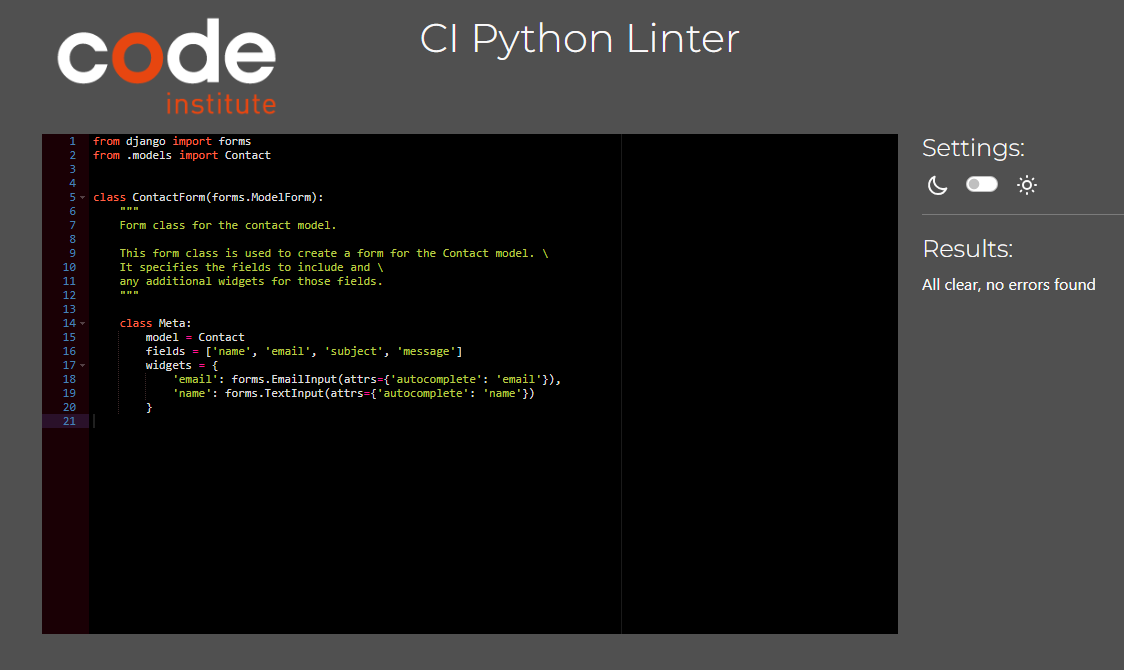 code
institute
CI Python Linter
1 from django import forms
2 from .models import Contact
3
4
5 class ContactForm(forms.ModelForm):
6     """
7     Form class for the contact model.
8
9     This form class is used to create a form for the Contact model. \
10     It specifies the fields to include and \
11     any additional widgets for those fields.
12     """
13
14     class Meta:
15         model = Contact
16         fields = ['name', 'email', 'subject', 'message']
17         widgets = {
18             'email': forms.EmailInput(attrs={'autocomplete': 'email'}),
19             'name': forms.TextInput(attrs={'autocomplete': 'name'})
20         }
21
Settings:
Results:
All clear, no errors found